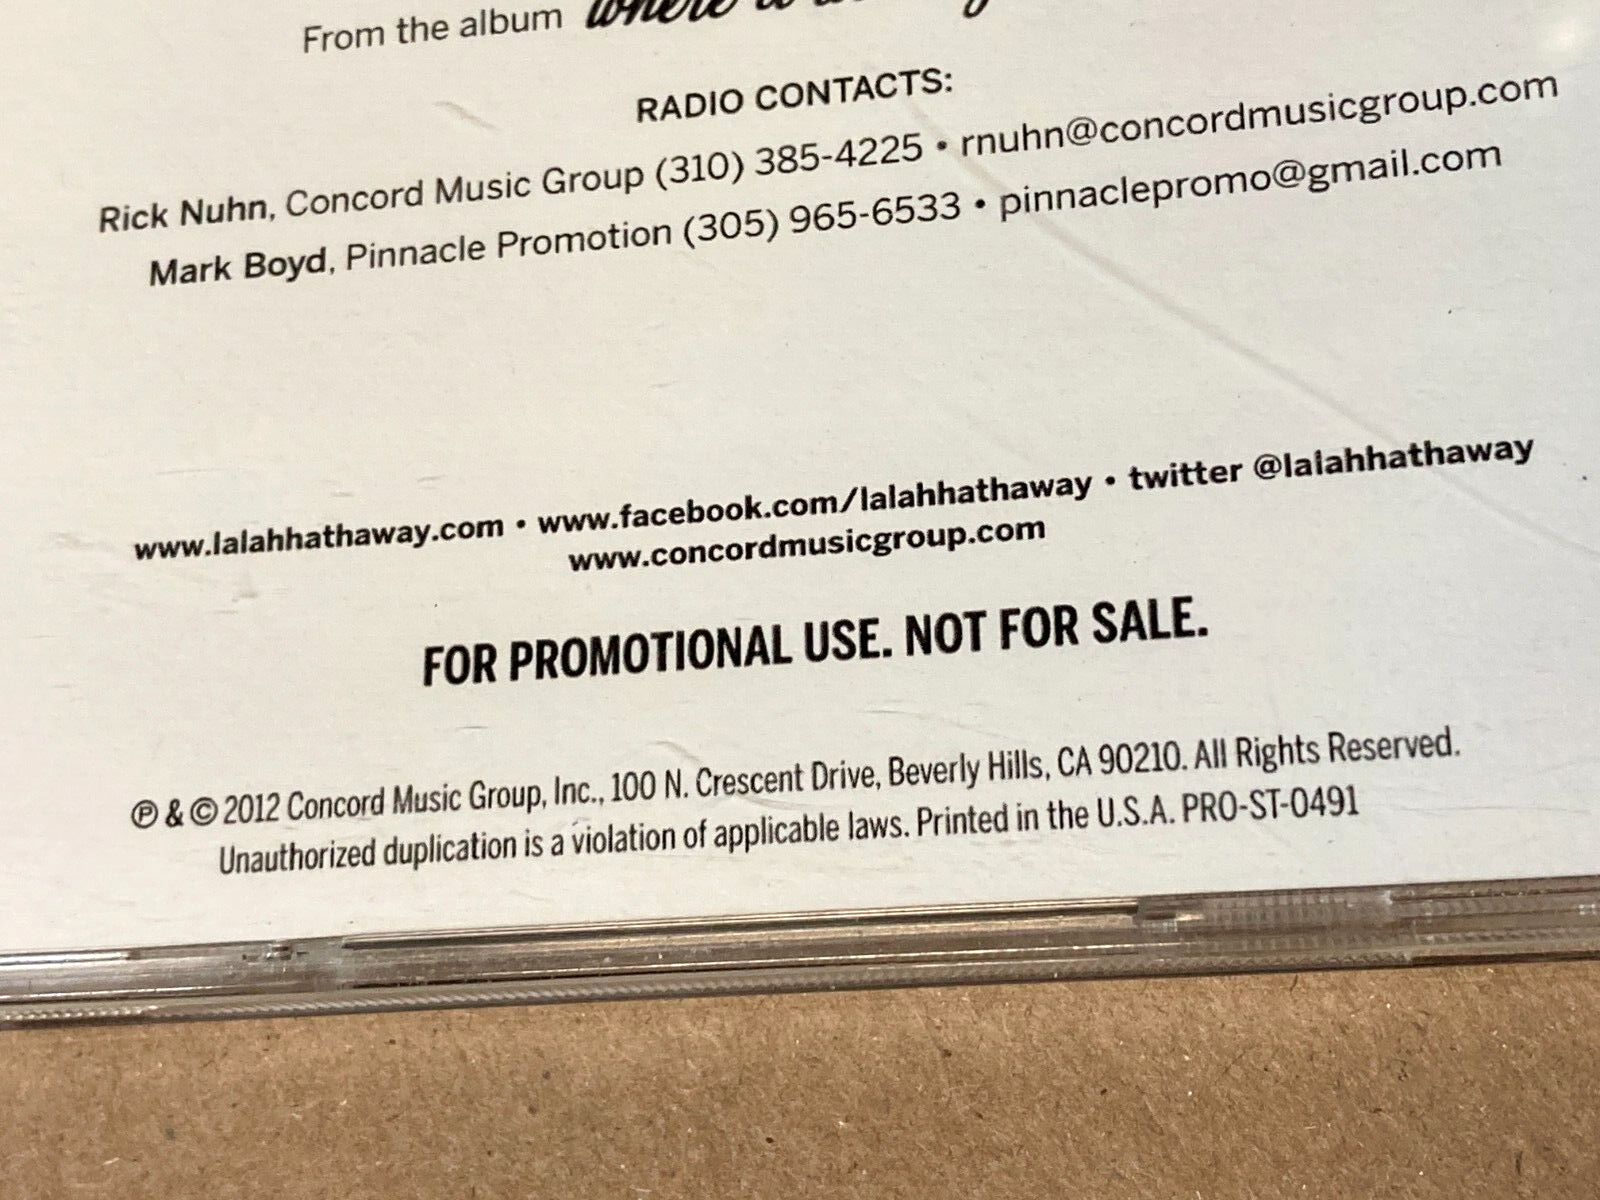 From the album where it
RADIO CONTACTS:
Rick Nuhn, Concord Music Group (310) 385-4225 • rnuhn@concordmusicgroup.com
Mark Boyd, Pinnacle Promotion (305) 965-6533 • pinnaclepromo@gmail.com
www.lalahhathaway.com • www.facebook.com/lalahhathaway • twitter @lalahhathaway
www.concordmusicgroup.com
FOR PROMOTIONAL USE. NOT FOR SALE.
℗ & © 2012 Concord Music Group, Inc., 100 N. Crescent Drive, Beverly Hills, CA 90210. All Rights Reserved.
Unauthorized duplication is a violation of applicable laws. Printed in the U.S.A. PRO-ST-0491